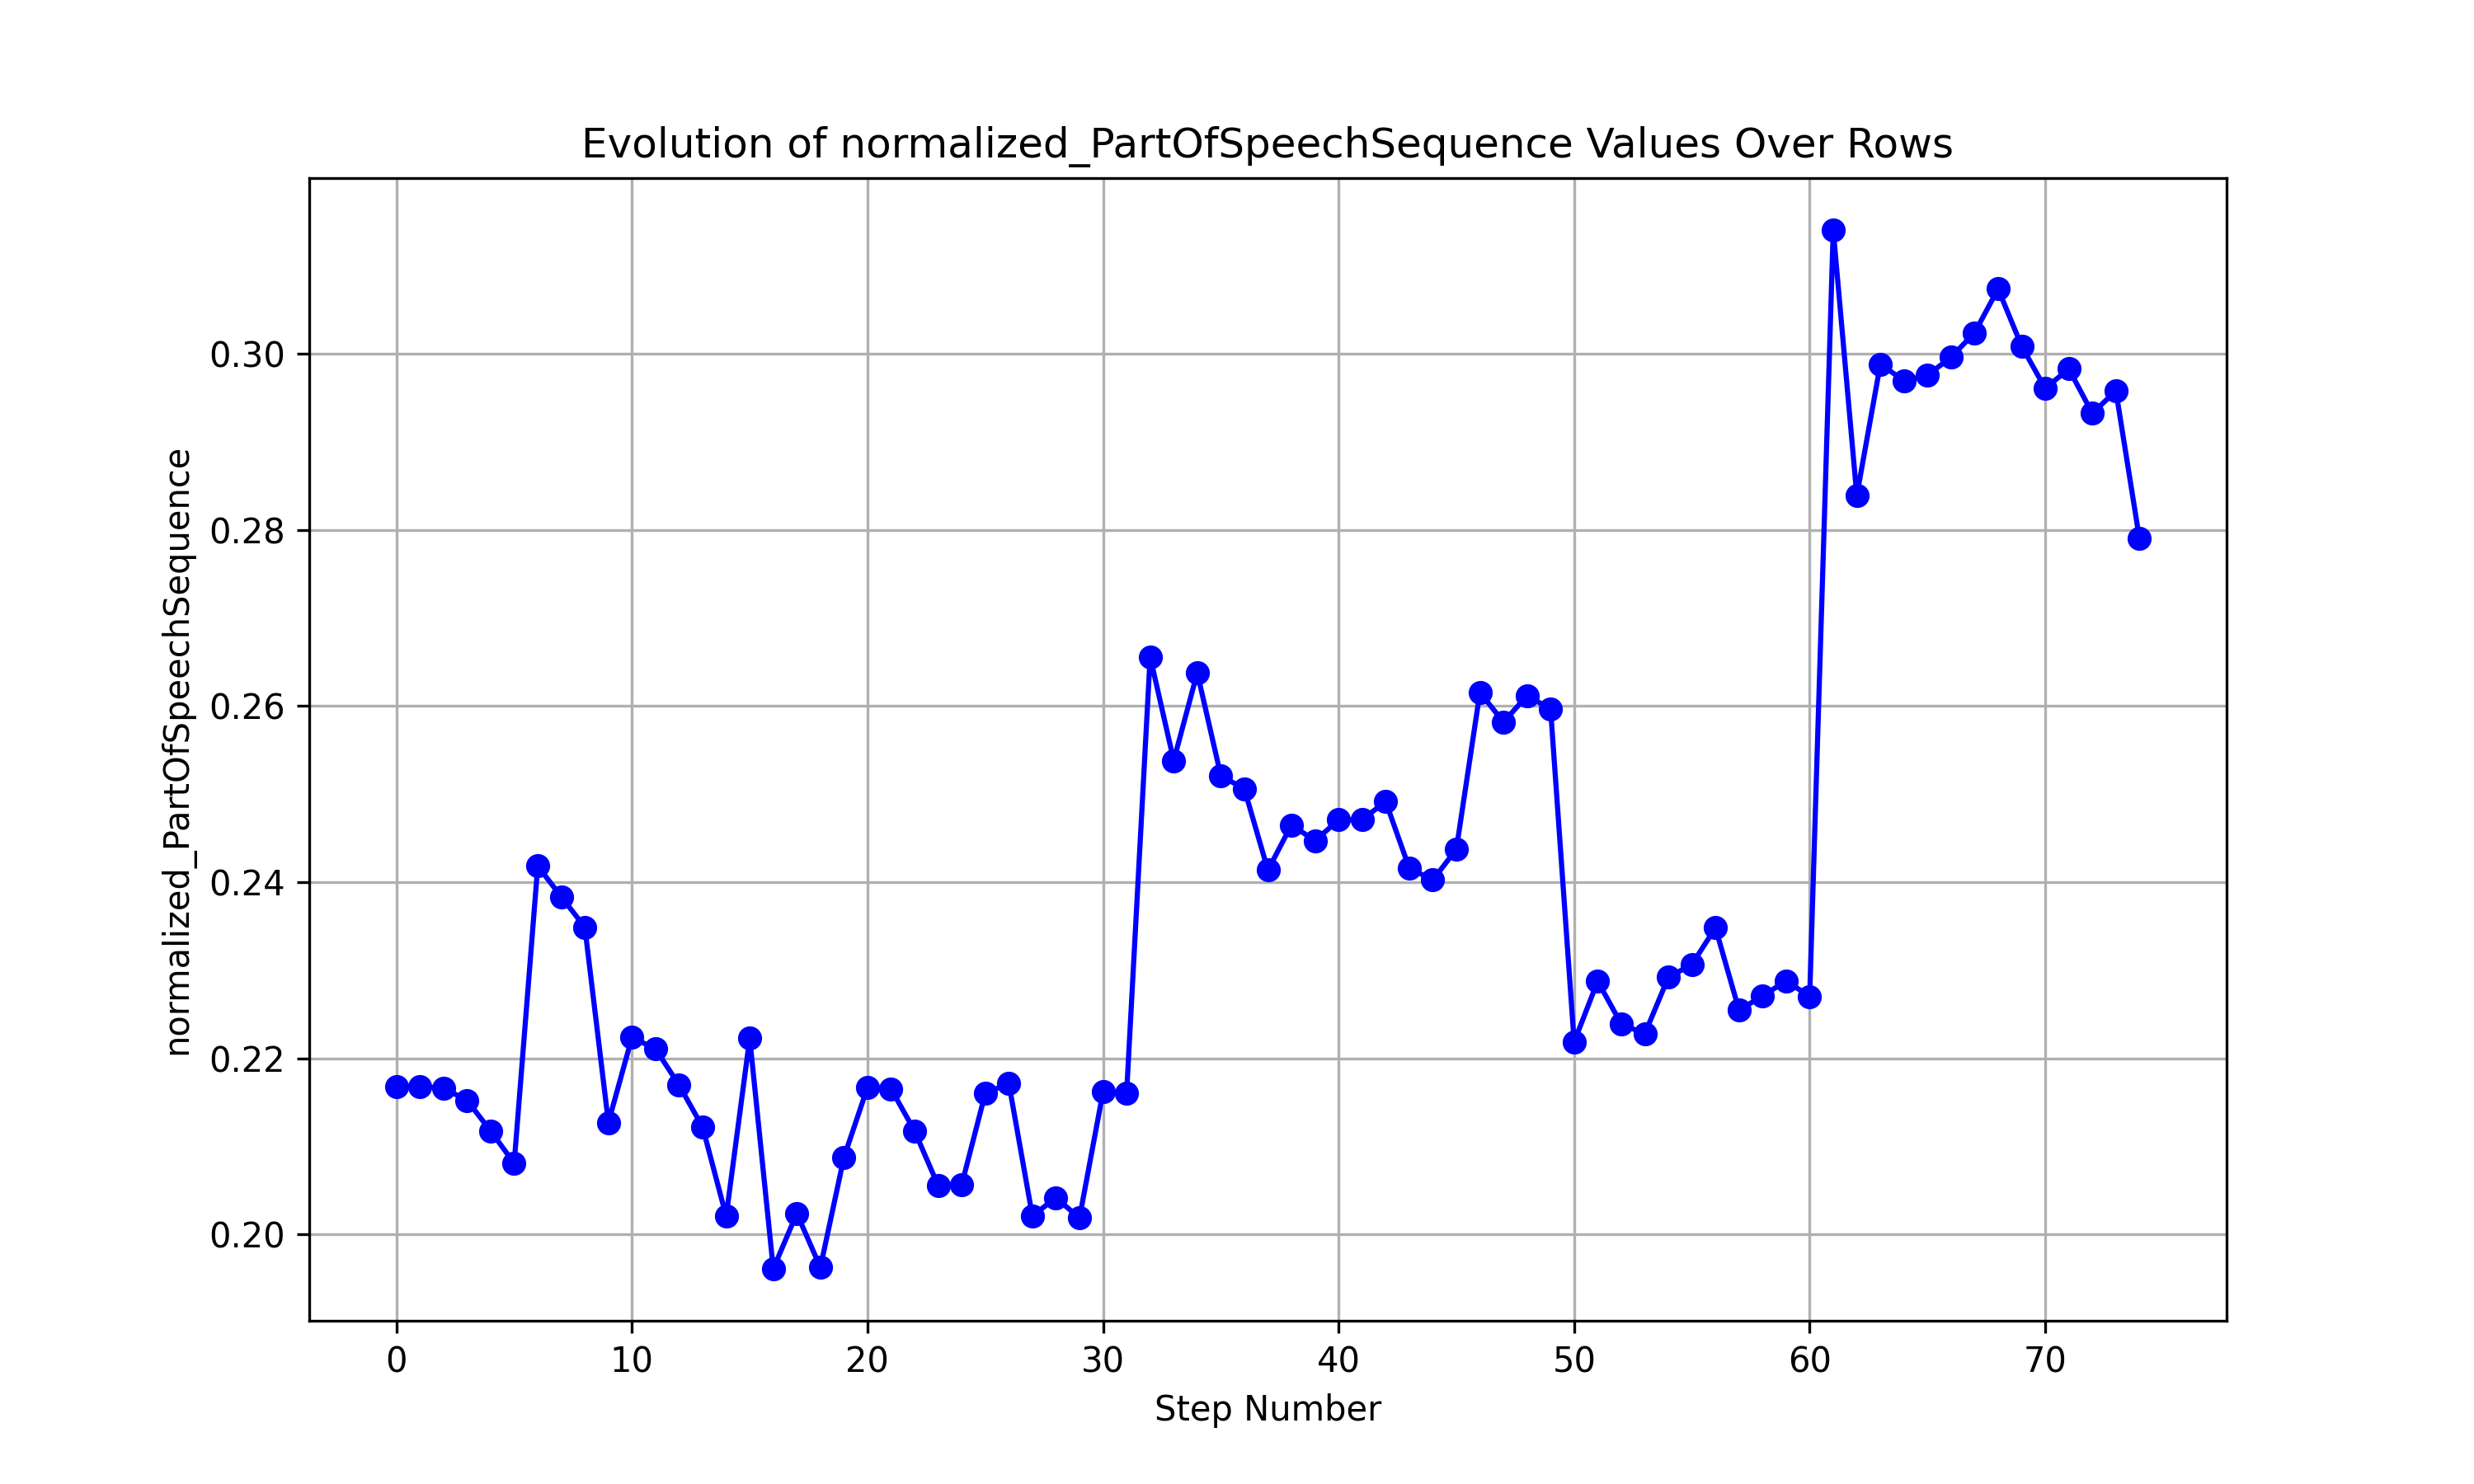 Evolution of normalized_PartOfSpeechSequence Values Over Rows
normalized_PartOfSpeechSequence
0.30
0.28
0.26
0.24
0.22
0.20
0 10 20 30 40 50 60 70
Step Number